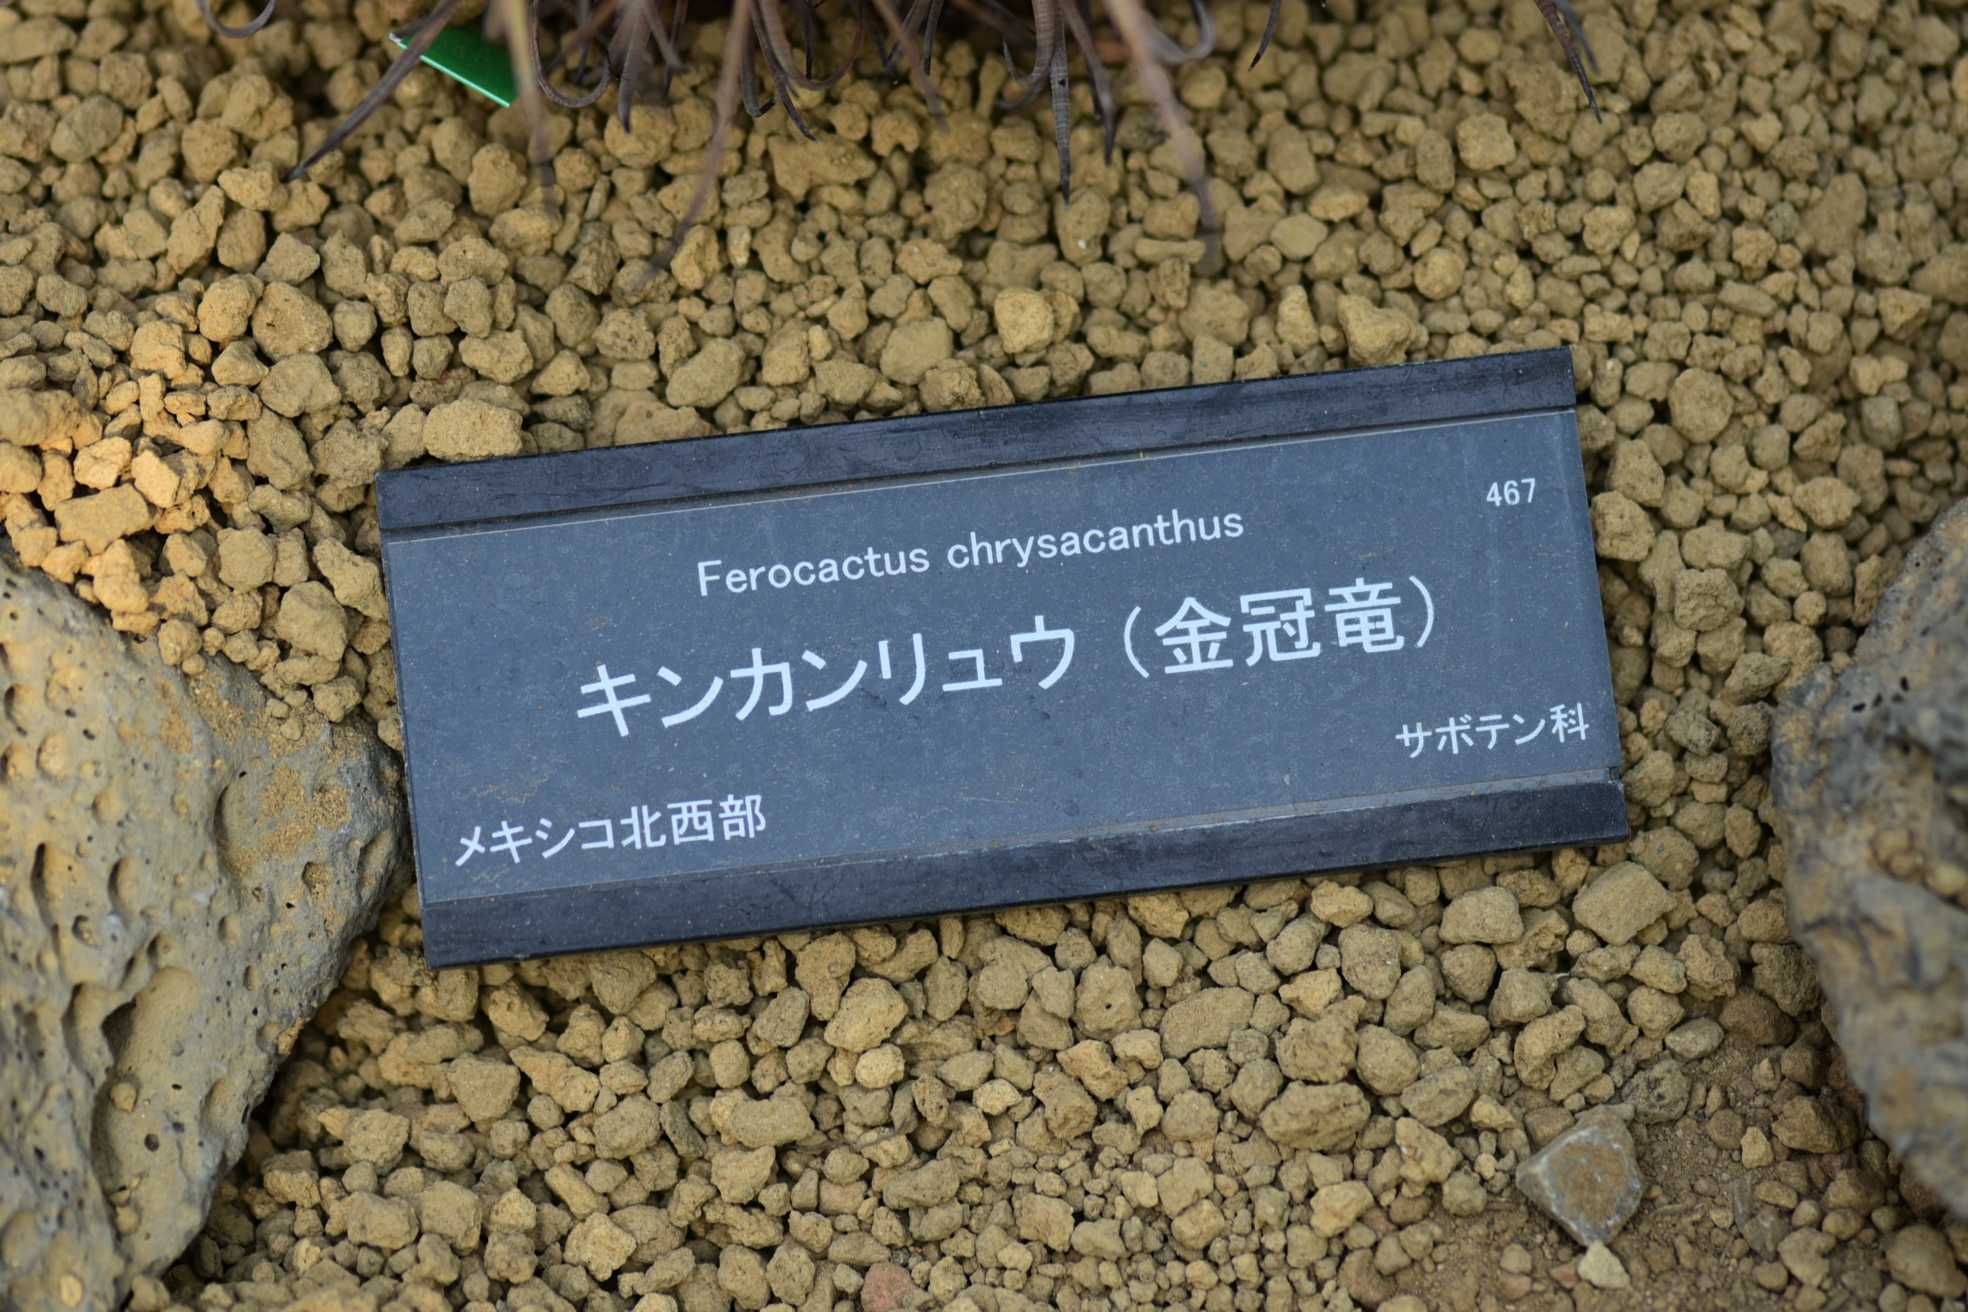 467
Ferocactus chrysacanthus
キンカンリュウ（金冠竜）
サボテン科
メキシコ北西部